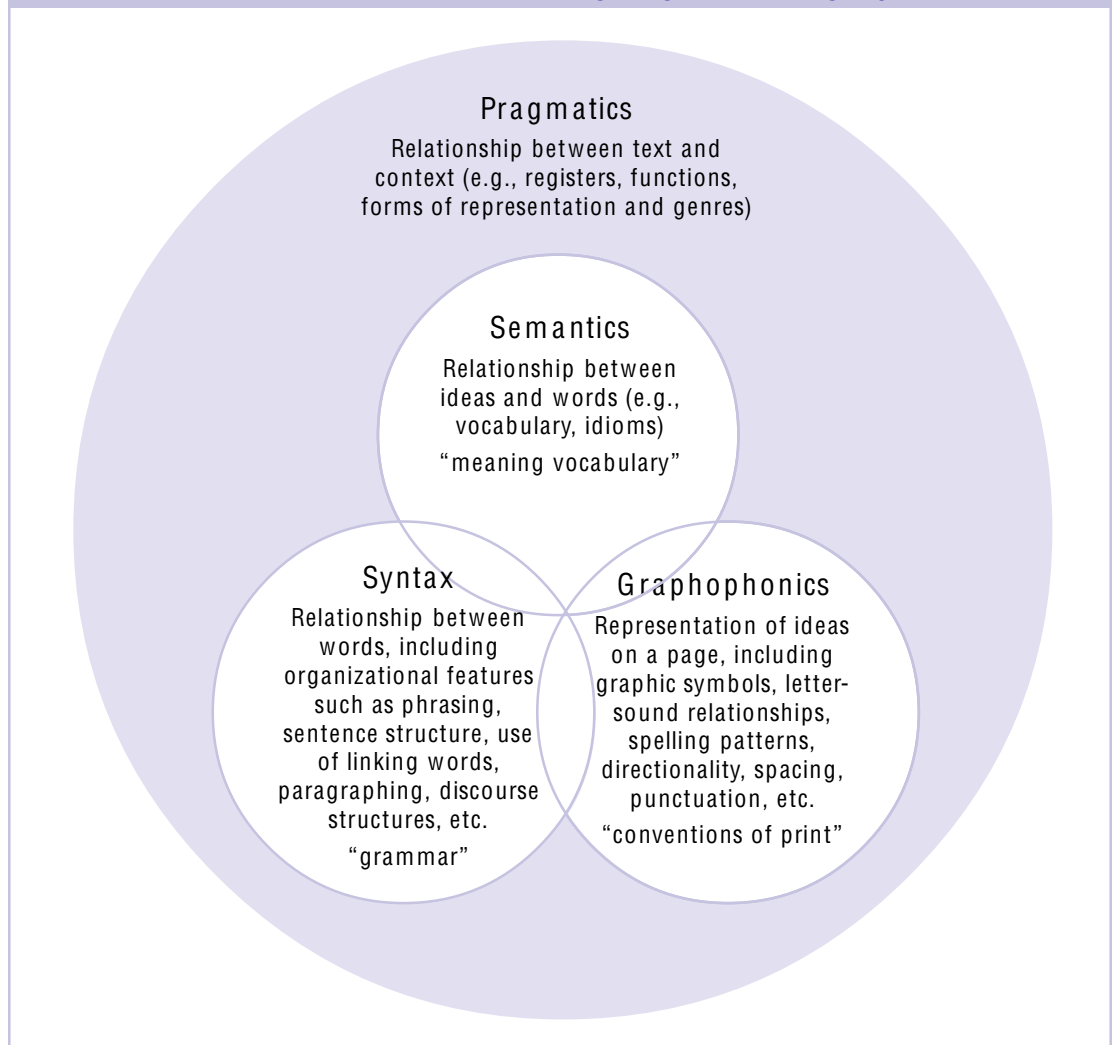 Pragmatics
Relationship between text and
context (e.g., registers, functions,
forms of representation and genres)
Semantics
Relationship between
ideas and words (e.g.,
vocabulary, idioms)
“meaning vocabulary”
Syntax
Relationship between
words, including
organizational features
such as phrasing,
sentence structure, use
of linking words,
paragraphing, discourse
structures, etc.
“grammar”
Graphophonics
Representation of ideas
on a page, including
graphic symbols, letter-
sound relationships,
spelling patterns,
directionality, spacing,
punctuation, etc.
“conventions of print”